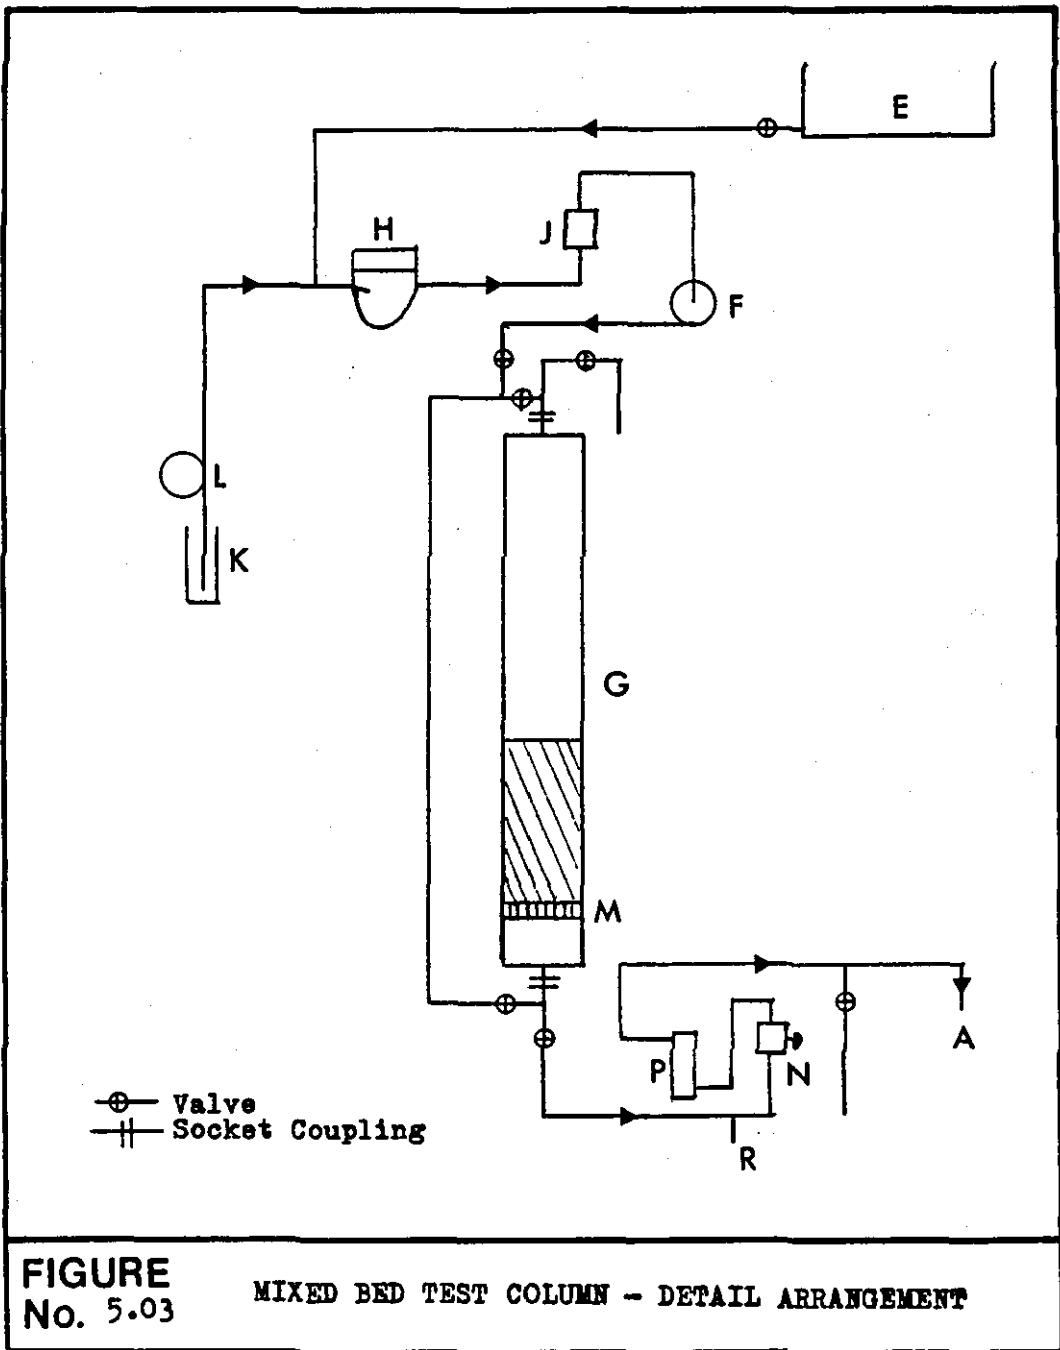 E
H
J
F
L
K
G
M
A
P
N
R
Valve
Socket Coupling
FIGURE
No. 5.03
MIXED BED TEST COLUMN - DETAIL ARRANGEMENT